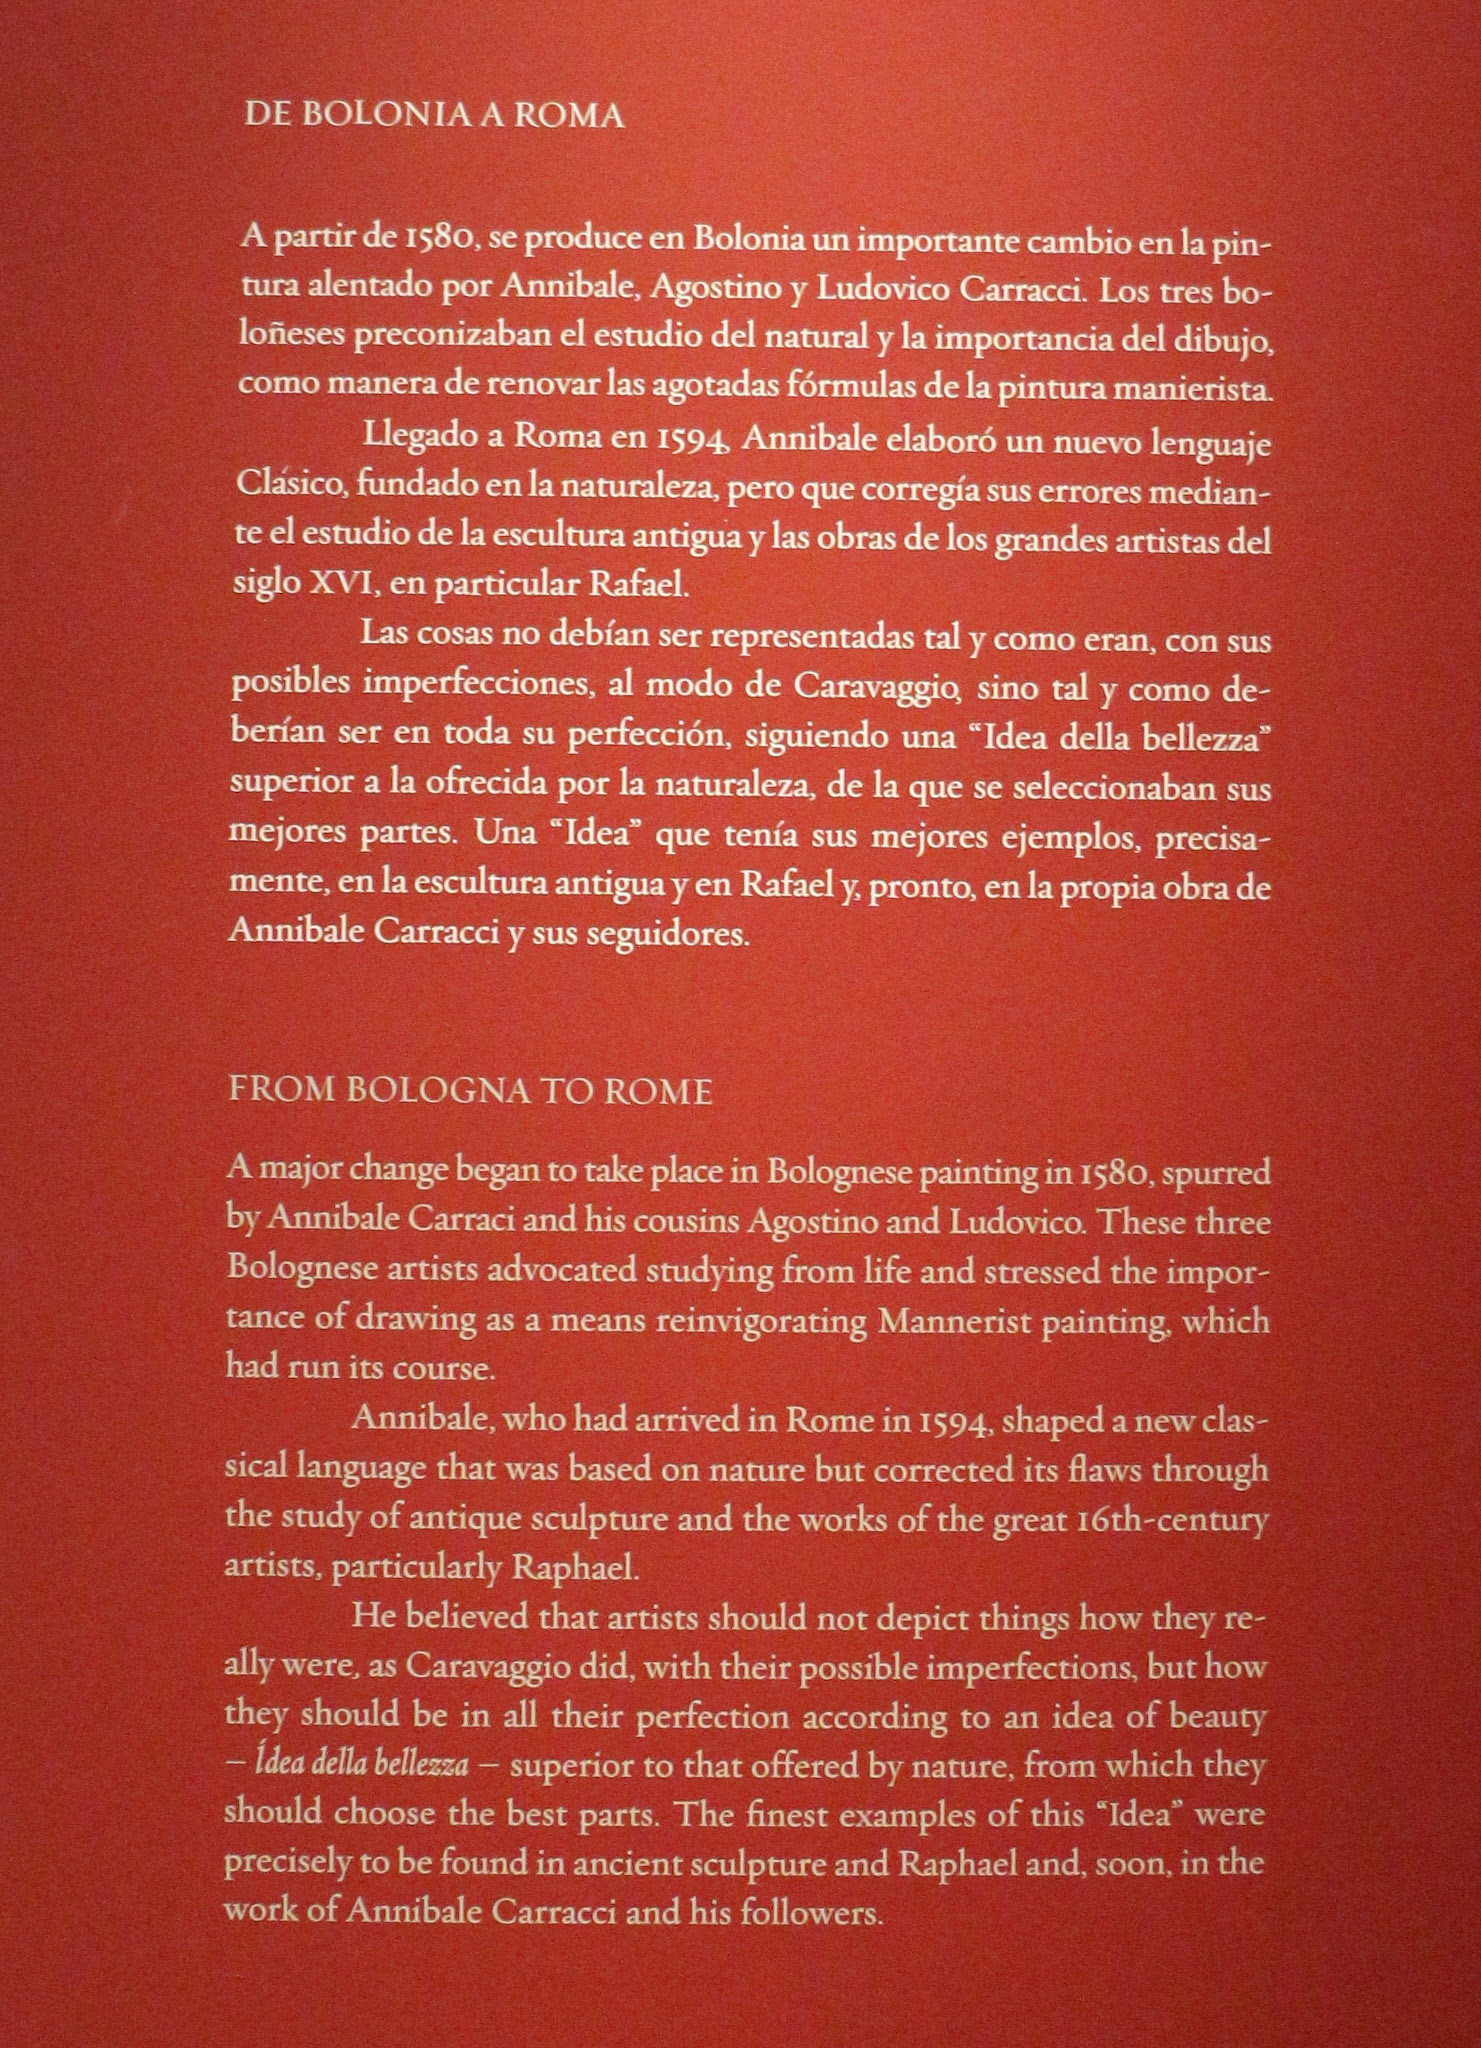 DE BOLONIA A ROMA
A partir de 1580, se produce en Bolonia un importante cambio en la pin-
tura alentado por Annibale, Agostino y Ludovico Carracci. Los tres bo-
loñeses preconizaban el estudio del natural y la importancia del dibujo,
como manera de renovar las agotadas fórmulas de la pintura manierista.
Llegado a Roma en 1594, Annibale elaboró un nuevo lenguaje
Clásico, fundado en la naturaleza, pero que corregía sus errores median-
te el estudio de la escultura antigua y las obras de los grandes artistas del
siglo XVI, en particular Rafael.
Las cosas no debían ser representadas tal y como eran, con sus
posibles imperfecciones, al modo de Caravaggio, sino tal y como de-
berían ser en toda su perfección, siguiendo una “Idea della bellezza”
superior a la ofrecida por la naturaleza, de la que se seleccionaban sus
mejores partes. Una “Idea” que tenía sus mejores ejemplos, precisa-
mente, en la escultura antigua y en Rafael y, pronto, en la propia obra de
Annibale Carracci y sus seguidores.
FROM BOLOGNA TO ROME
A major change began to take place in Bolognese painting in 1580, spurred
by Annibale Carraci and his cousins Agostino and Ludovico. These three
Bolognese artists advocated studying from life and stressed the impor-
tance of drawing as a means reinvigorating Mannerist painting, which
had run its course.
Annibale, who had arrived in Rome in 1594, shaped a new clas-
sical language that was based on nature but corrected its flaws through
the study of antique sculpture and the works of the great 16th-century
artists, particularly Raphael.
He believed that artists should not depict things how they re-
ally were, as Caravaggio did, with their possible imperfections, but how
they should be in all their perfection according to an idea of beauty
– Ídea della bellezza – superior to that offered by nature, from which they
should choose the best parts. The finest examples of this “Idea” were
precisely to be found in ancient sculpture and Raphael and, soon, in the
work of Annibale Carracci and his followers.